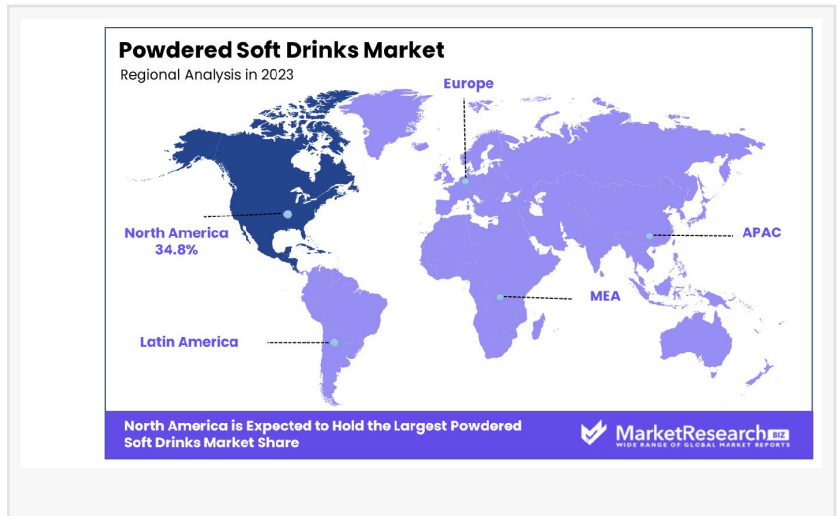 Powdered Soft Drinks Market
Regional Analysis in 2023
Europe
North America
34.8%
APAC
MEA
Latin America
North America is Expected to Hold the Largest Powdered
Soft Drinks Market Share
MarketResearch.BIZ
WIDE RANGE OF GLOBAL MARKET REPORTS